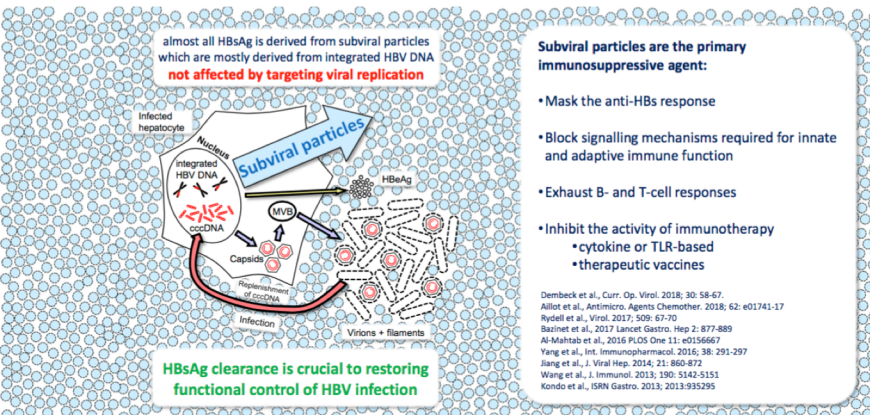 almost all HBsAg is derived from subviral particles
which are mostly derived from integrated HBV DNA
not affected by targeting viral replication
Infected
hepatocyte
Nucleus
integrated
HBV DNA
cccDNA
Subviral particles
HBeAg
MVB
Capsids
Replenishment
of cccDNA
Infection
Virions + filaments
HBsAg clearance is crucial to restoring
functional control of HBV infection
Subviral particles are the primary
immunosuppressive agent:
•Mask the anti-HBs response
•Block signalling mechanisms required for innate
and adaptive immune function
•Exhaust B- and T-cell responses
•Inhibit the activity of immunotherapy
•cytokine or TLR-based
•therapeutic vaccines
Dembeck et al., Curr. Op. Virol. 2018; 30: 58-67.
Aillot et al., Antimicro. Agents Chemother. 2018; 62: e01741-17
Rydell et al., Virol. 2017; 509: 67-70
Bazinet et al., 2017 Lancet Gastro. Hep 2: 877-889
Al-Mahtab et al., 2016 PLOS One 11: e0156667
Yang et al., Int. Immunopharmacol. 2016; 38: 291-297
Jiang et al., J. Viral Hep. 2014; 21: 860-872
Wang et al., J. Immunol. 2013; 190: 5142-5151
Kondo et al., ISRN Gastro. 2013; 2013:935295